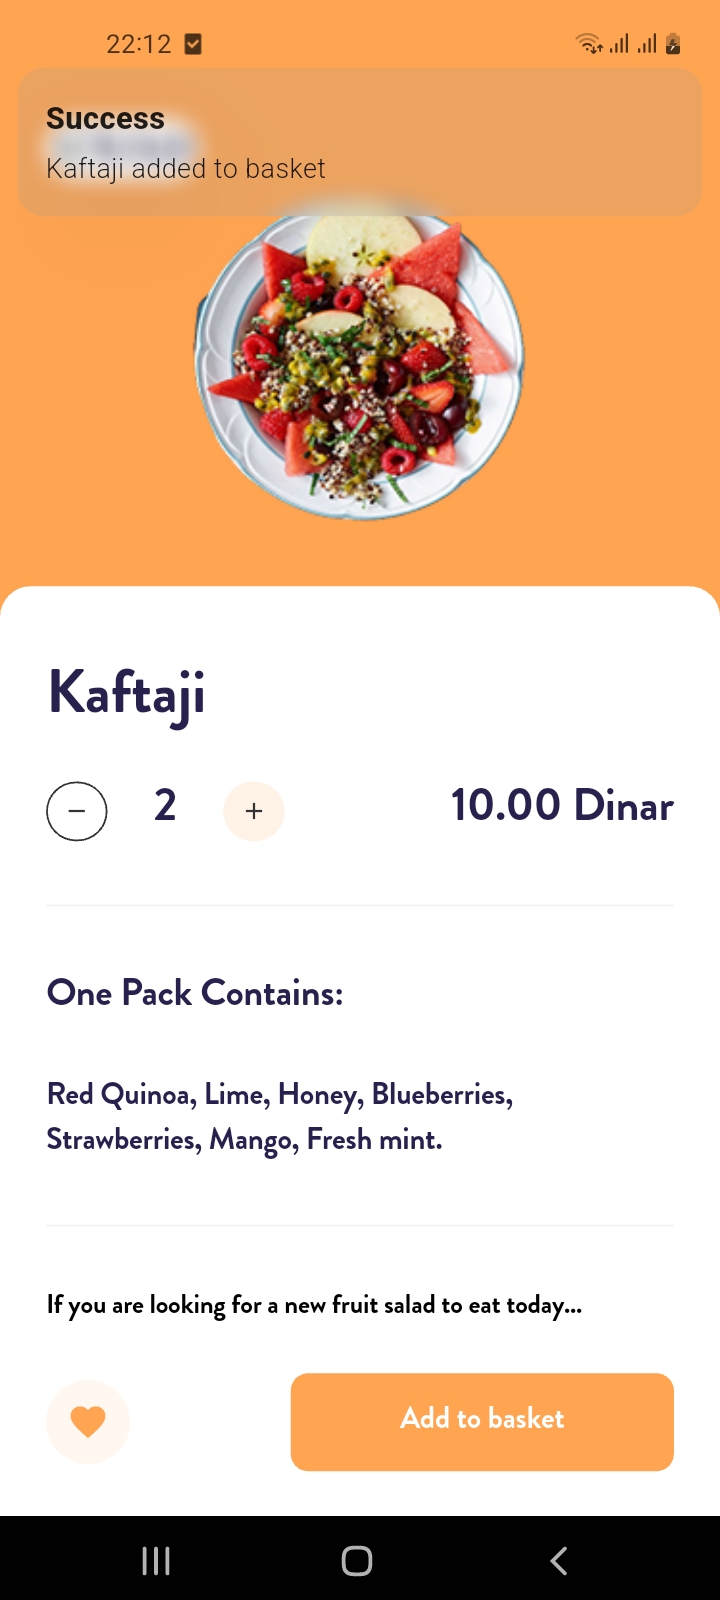 22:12
Success
Kaftaji added to basket
Kaftaji
2
10.00 Dinar
One Pack Contains:
Red Quinoa, Lime, Honey, Blueberries,
Strawberries, Mango, Fresh mint.
If you are looking for a new fruit salad to eat today...
Add to basket